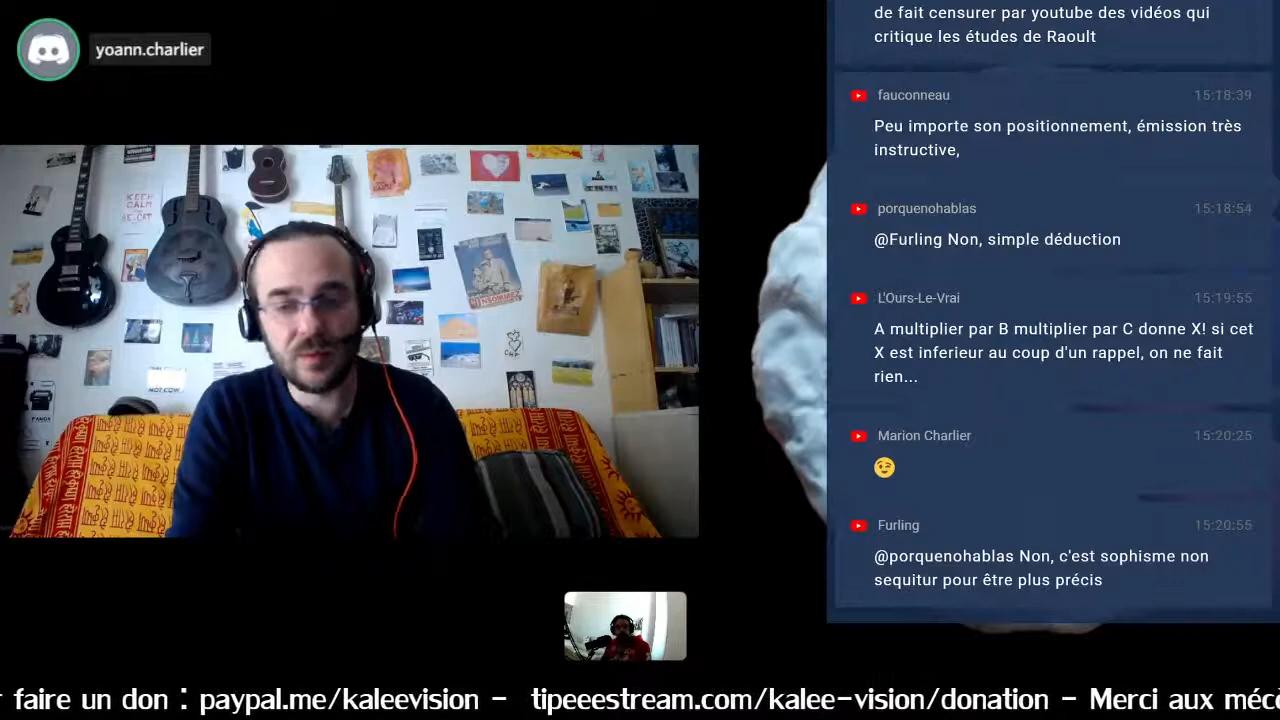 yoann.charlier
KEEP
CALM
de fait censurer par youtube des vidéos qui
critique les études de Raoult
fauconneau 15:18:39
Peu importe son positionnement, émission très
instructive,
porquenohablas 15:18:54
@Furling Non, simple déduction
L'Ours-Le-Vrai 15:19:55
A multiplier par B multiplier par C donne X! si cet
X est inferieur au coup d'un rappel, on ne fait
rien...
Marion Charlier 15:20:25
Furling 15:20:55
@porquenohablas Non, c'est sophisme non
sequitur pour être plus précis
r faire un don : paypal.me/kaleevision - tipeeestream.com/kalee-vision/donation - Merci aux mécè